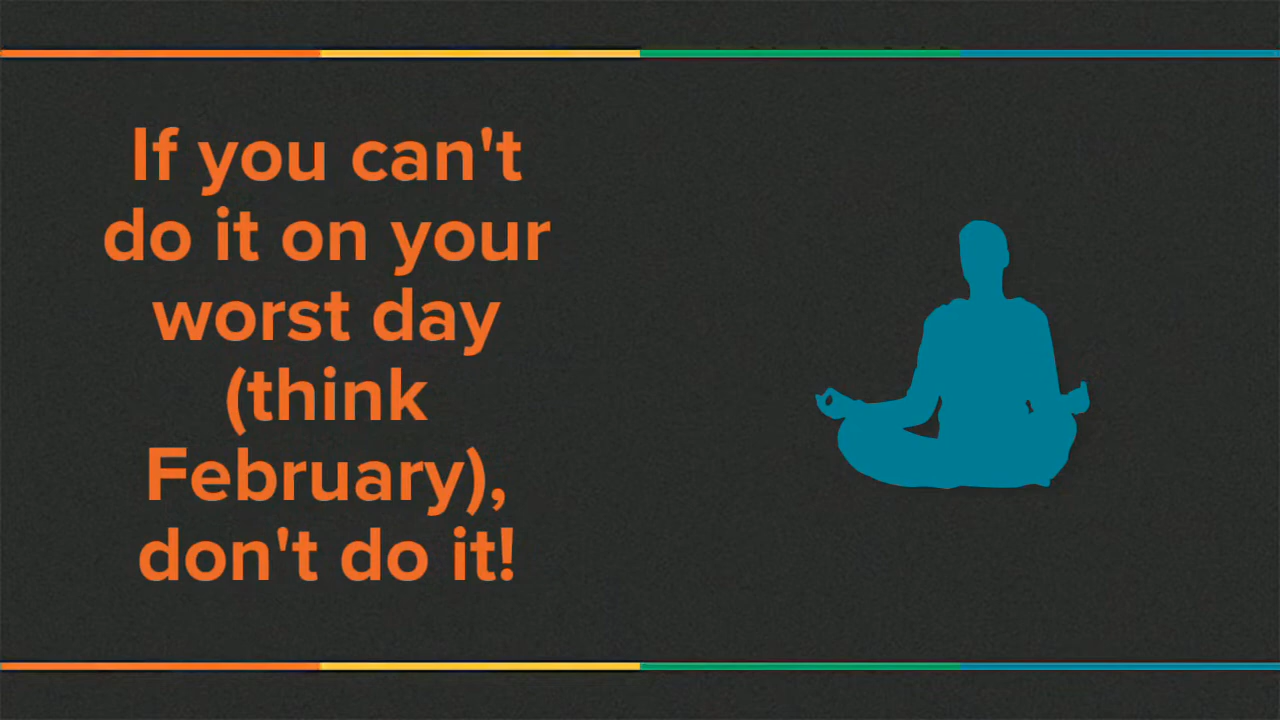 If you can't
do it on your
worst day
(think
February),
don't do it!